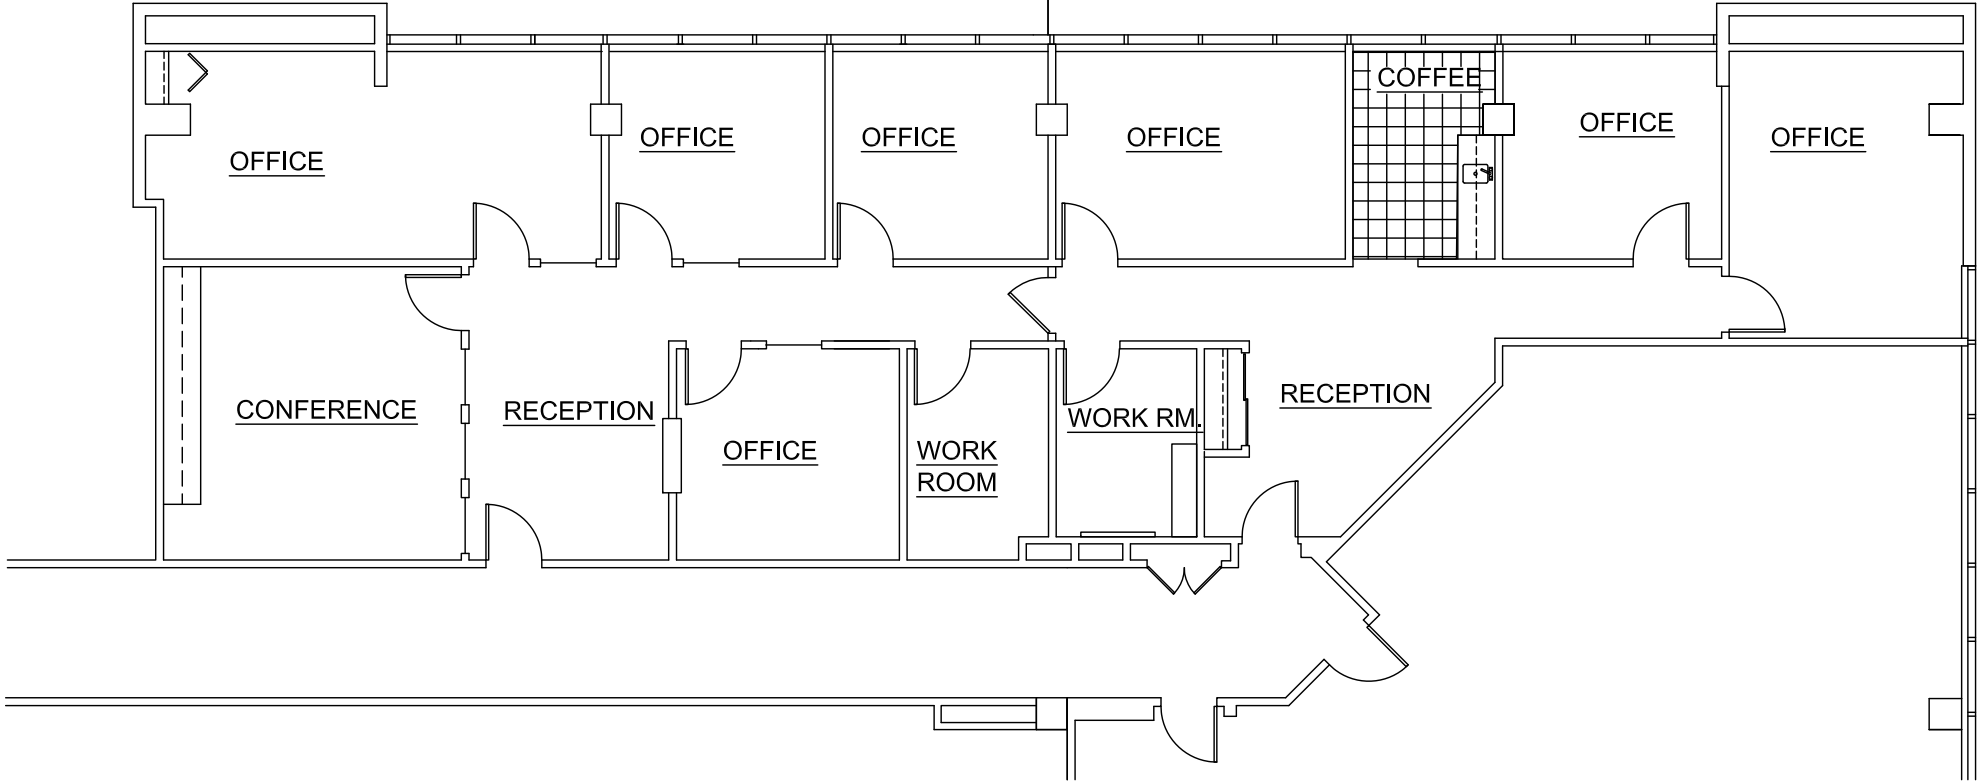 COFFEE
OFFICE
OFFICE
OFFICE
OFFICE
OFFICE
OFFICE
CONFERENCE
RECEPTION
OFFICE
WORK
ROOM
WORK RM.
RECEPTION